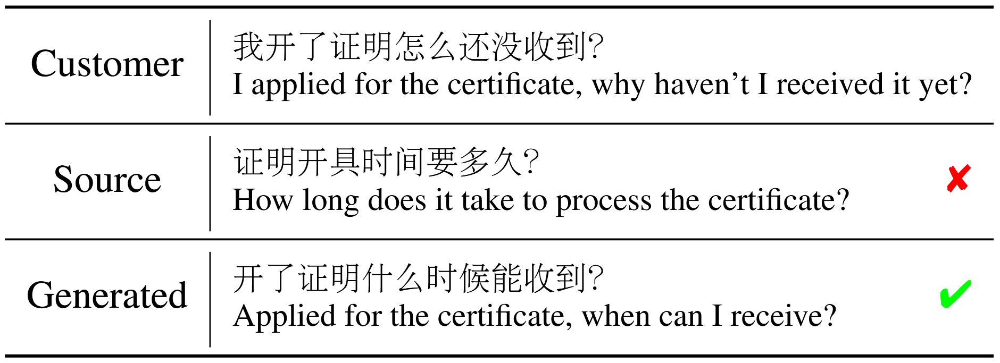 Customer
我开了证明怎么还没收到?
I applied for the certificate, why haven't I received it yet?
Source
证明开具时间要多久?
How long does it take to process the certificate?
✘
Generated
开了证明什么时候能收到?
Applied for the certificate, when can I receive?
✔